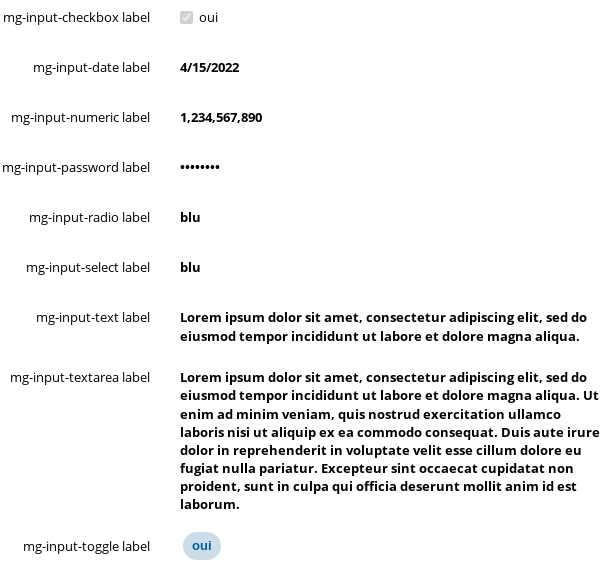 mg-input-checkbox label oui
mg-input-date label 4/15/2022
mg-input-numeric label 1,234,567,890
mg-input-password label ••••••••
mg-input-radio label blu
mg-input-select label blu
mg-input-text label Lorem ipsum dolor sit amet, consectetur adipiscing elit, sed do
eiusmod tempor incididunt ut labore et dolore magna aliqua.
mg-input-textarea label Lorem ipsum dolor sit amet, consectetur adipiscing elit, sed do
eiusmod tempor incididunt ut labore et dolore magna aliqua. Ut
enim ad minim veniam, quis nostrud exercitation ullamco
laboris nisi ut aliquip ex ea commodo consequat. Duis aute irure
dolor in reprehenderit in voluptate velit esse cillum dolore eu
fugiat nulla pariatur. Excepteur sint occaecat cupidatat non
proident, sunt in culpa qui officia deserunt mollit anim id est
laborum.
mg-input-toggle label oui